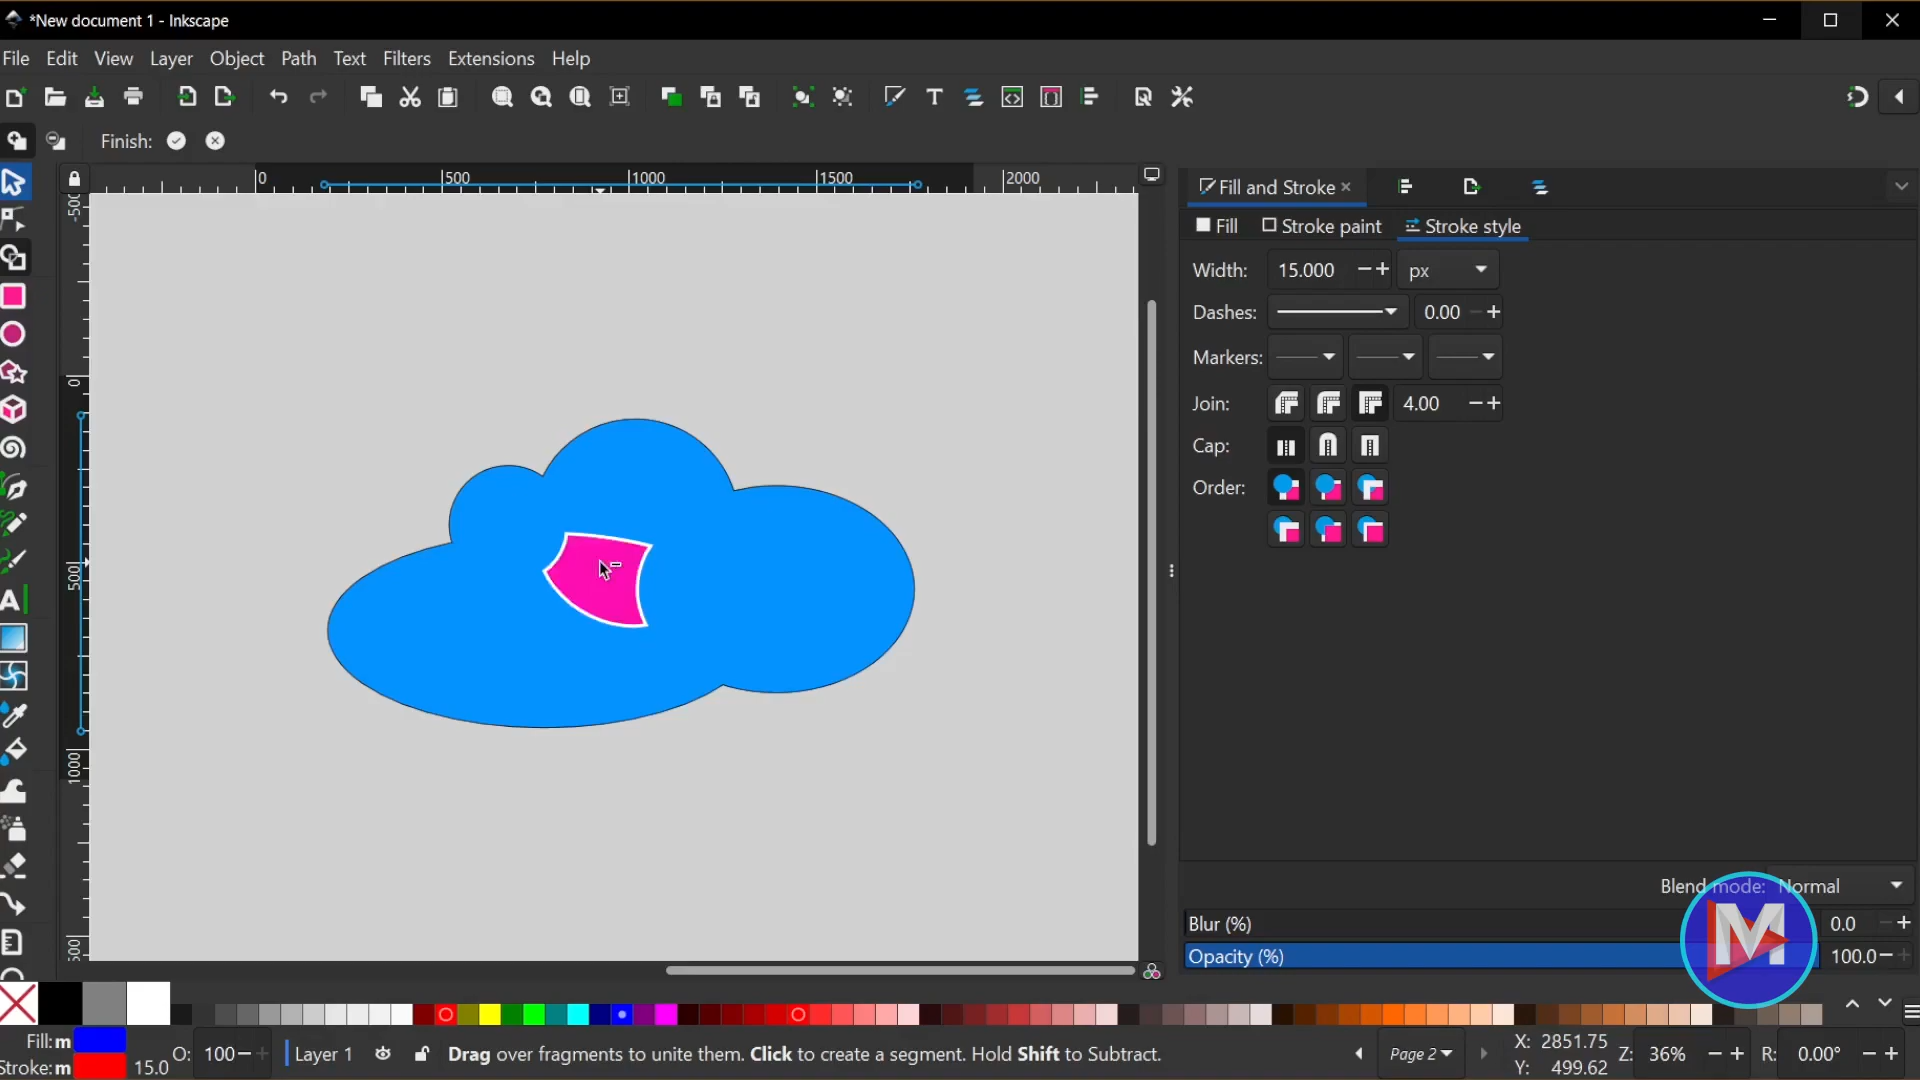 *New document 1 - Inkscape
File Edit View Layer Object Path Text Filters Extensions Help
Finish:
0 500 1000 1500 2000
Fill and Stroke
Fill Stroke paint Stroke style
Width: 15.000 px
Dashes: 0.00
Markers:
Join: 4.00
Cap:
Order:
-500
0
500
1000
Blend mode: Normal
Blur (%) 0.0
Opacity (%) 100.0
M
Fill: m
Stroke: m 15.0
O: 100
Layer 1
Drag over fragments to unite them. Click to create a segment. Hold Shift to Subtract.
Page 2
X: 2851.75
Y: 499.62
Z: 36%
R: 0.00°